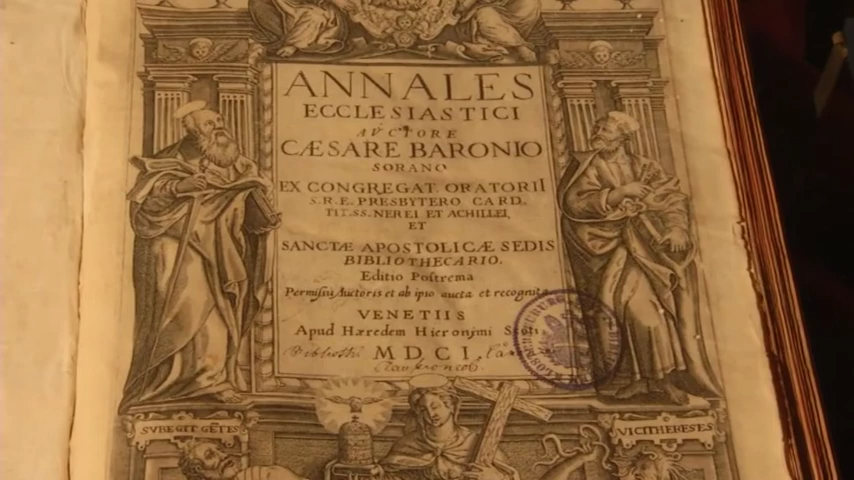 ANNALES
ECCLESIASTICI
AVCTORE
CÆSARE BARONIO
SORANO
EX CONGREGAT. ORATORII
S.R.E. PRESBYTERO CARD.
TIT. SS. NEREI ET ACHILLEI,
ET
SANCTÆ APOSTOLICÆ SEDIS
BIBLIOTHECARIO.
Editio Postrema
Permissu Auctoris et ab ipso aucta et recognita
VENETIIS
Apud Hæredem Hieronymi
MDCI
SVBEGIT GĒTES
VICIT HERESES